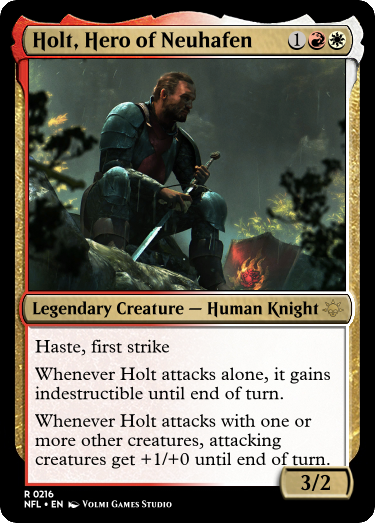 Holt, Hero of Neuhafen 1
Legendary Creature — Human Knight
Haste, first strike
Whenever Holt attacks alone, it gains
indestructible until end of turn.
Whenever Holt attacks with one or
more other creatures, attacking
creatures get +1/+0 until end of turn.
3/2
R 0216
NFL • EN Volmi Games Studio